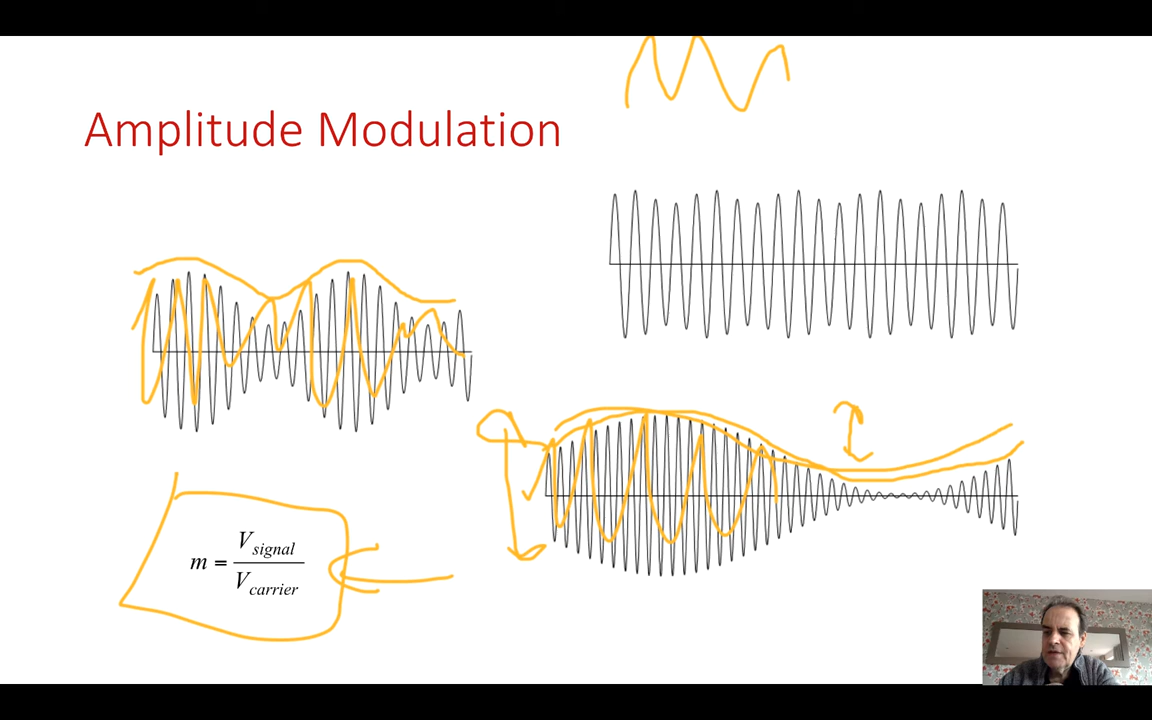 Amplitude Modulation
m = V_signal / V_carrier